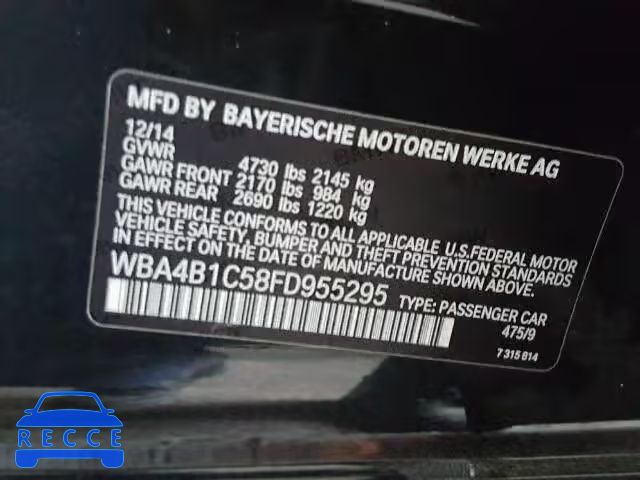 MFD BY BAYERISCHE MOTOREN WERKE AG
12/14
GVWR 4730 lbs 2145 kg
GAWR FRONT 2170 lbs 984 kg
GAWR REAR 2690 lbs 1220 kg
THIS VEHICLE CONFORMS TO ALL APPLICABLE U.S.FEDERAL MOTOR
VEHICLE SAFETY, BUMPER, AND THEFT PREVENTION STANDARDS
IN EFFECT ON THE DATE OF MANUFACTURE SHOWN ABOVE.
WBA4B1C58FD955295 TYPE: PASSENGER CAR
475/9
7 315 814
RECCE